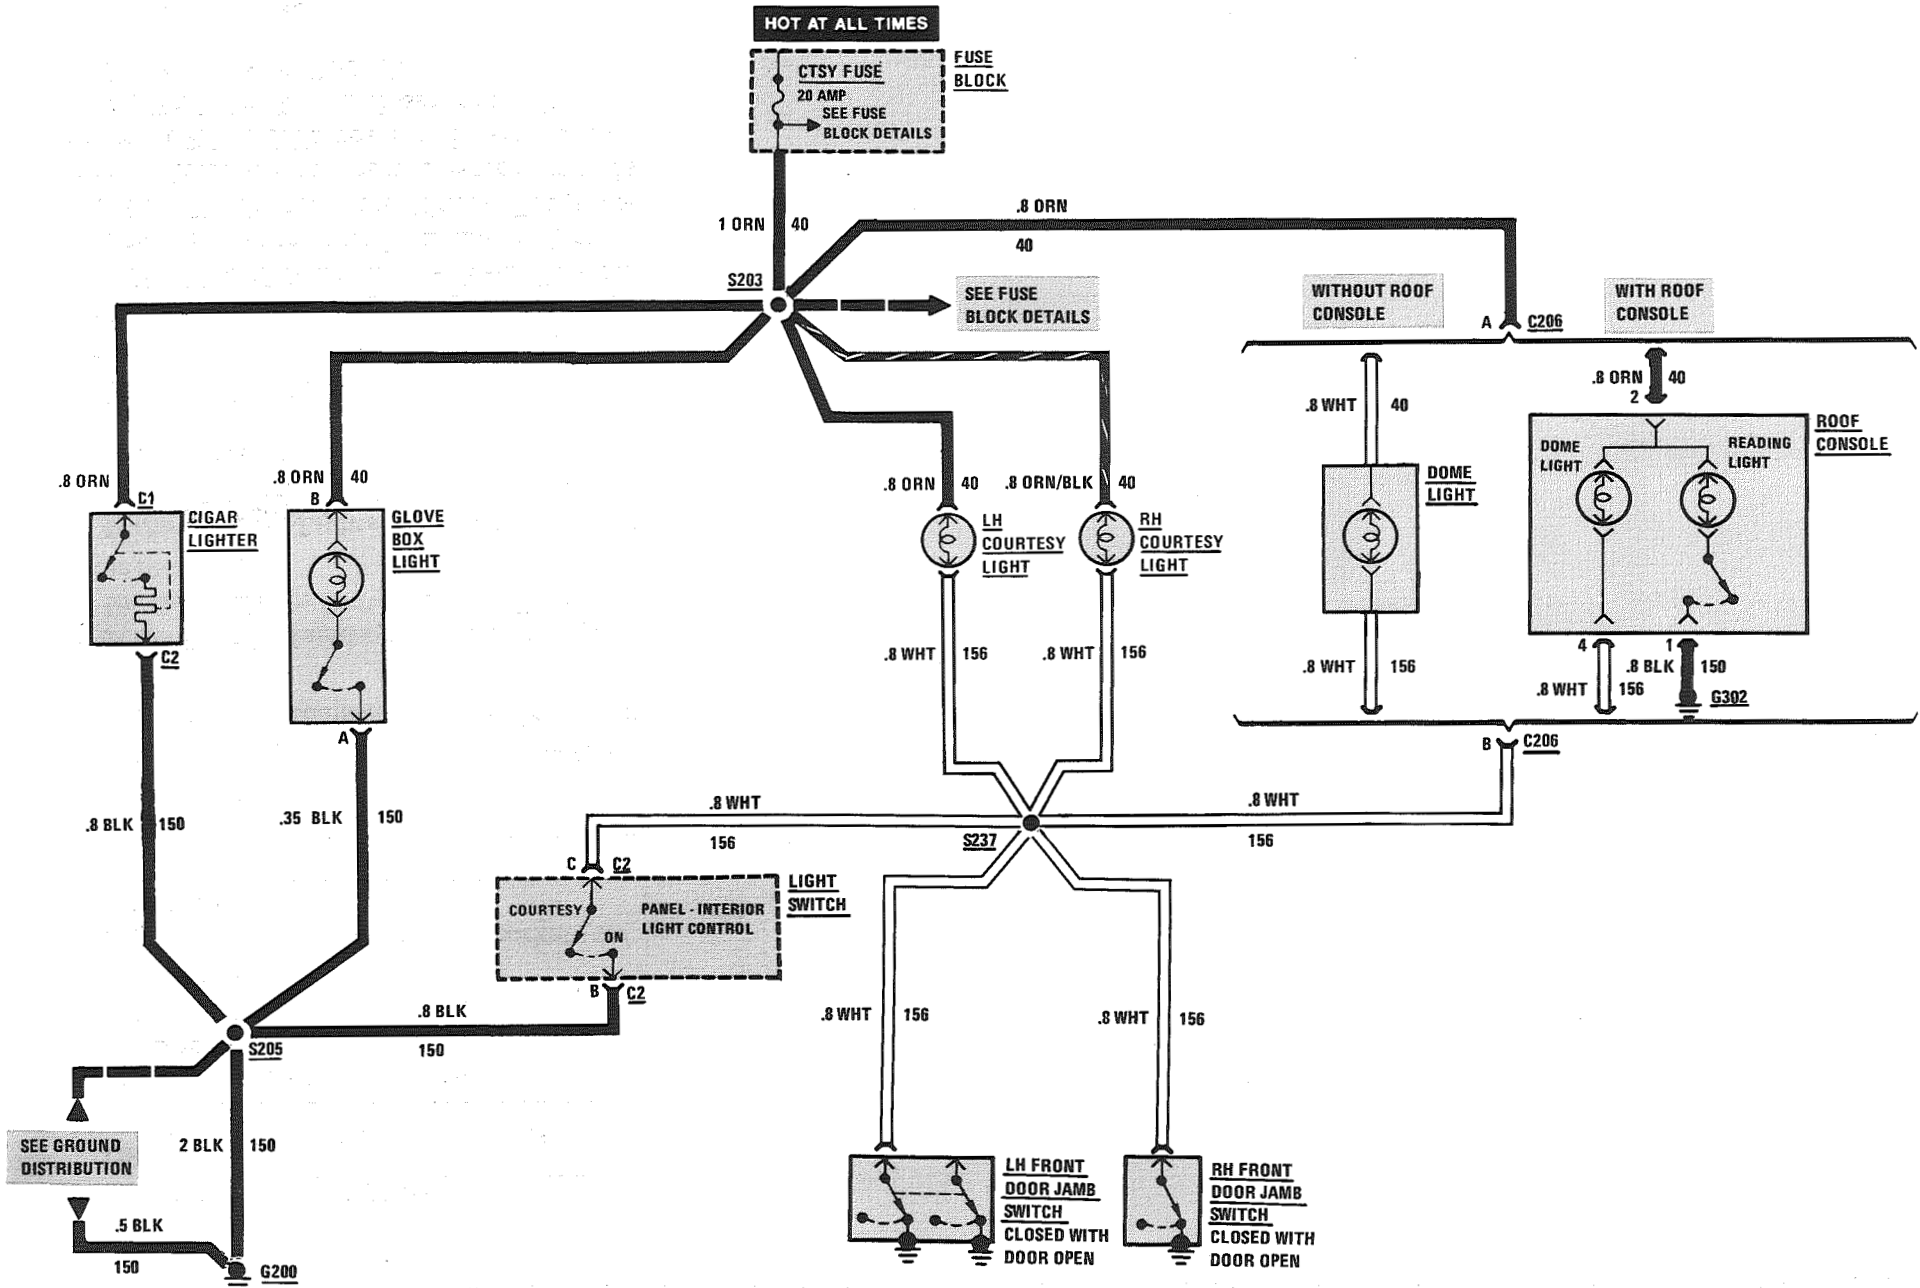 HOT AT ALL TIMES
FUSE
BLOCK
CTSY FUSE
20 AMP
SEE FUSE
BLOCK DETAILS
1 ORN 40
.8 ORN
40
S203
SEE FUSE
BLOCK DETAILS
WITHOUT ROOF
CONSOLE
WITH ROOF
CONSOLE
A C206
.8 ORN 40
2
.8 WHT 40
ROOF
CONSOLE
DOME
LIGHT
READING
LIGHT
DOME
LIGHT
.8 ORN
C1
CIGAR
LIGHTER
C2
.8 ORN 40
B
GLOVE
BOX
LIGHT
A
.8 ORN 40
LH
COURTESY
LIGHT
.8 ORN/BLK 40
RH
COURTESY
LIGHT
.8 WHT 156
.8 WHT 156
.8 WHT 156
4
.8 WHT 156
1
.8 BLK 150
G302
B C206
.8 BLK 150
.35 BLK 150
.8 WHT
156
S237
.8 WHT
156
C C2
LIGHT
SWITCH
COURTESY
PANEL - INTERIOR
LIGHT CONTROL
ON
B C2
.8 BLK
150
S205
SEE GROUND
DISTRIBUTION
2 BLK 150
.5 BLK
150
G200
.8 WHT 156
.8 WHT 156
LH FRONT
DOOR JAMB
SWITCH
CLOSED WITH
DOOR OPEN
RH FRONT
DOOR JAMB
SWITCH
CLOSED WITH
DOOR OPEN